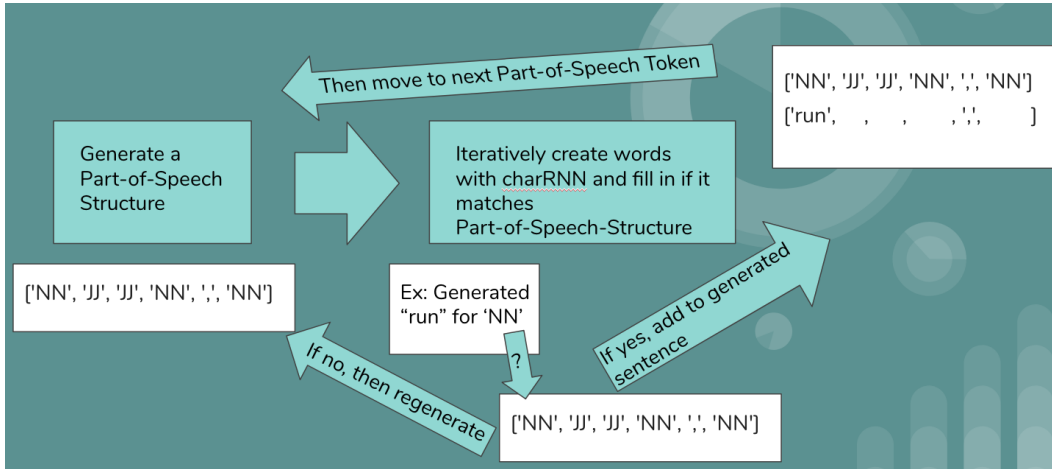 Then move to next Part-of-Speech Token
['NN', 'JJ', 'JJ', 'NN', ',', 'NN']
['run', , , , ',', ]
Generate a
Part-of-Speech
Structure
Iteratively create words
with charRNN and fill in if it
matches
Part-of-Speech-Structure
['NN', 'JJ', 'JJ', 'NN', ',', 'NN']
Ex: Generated
“run” for ‘NN’
?
If no, then regenerate
If yes, add to generated
sentence
['NN', 'JJ', 'JJ', 'NN', ',', 'NN']